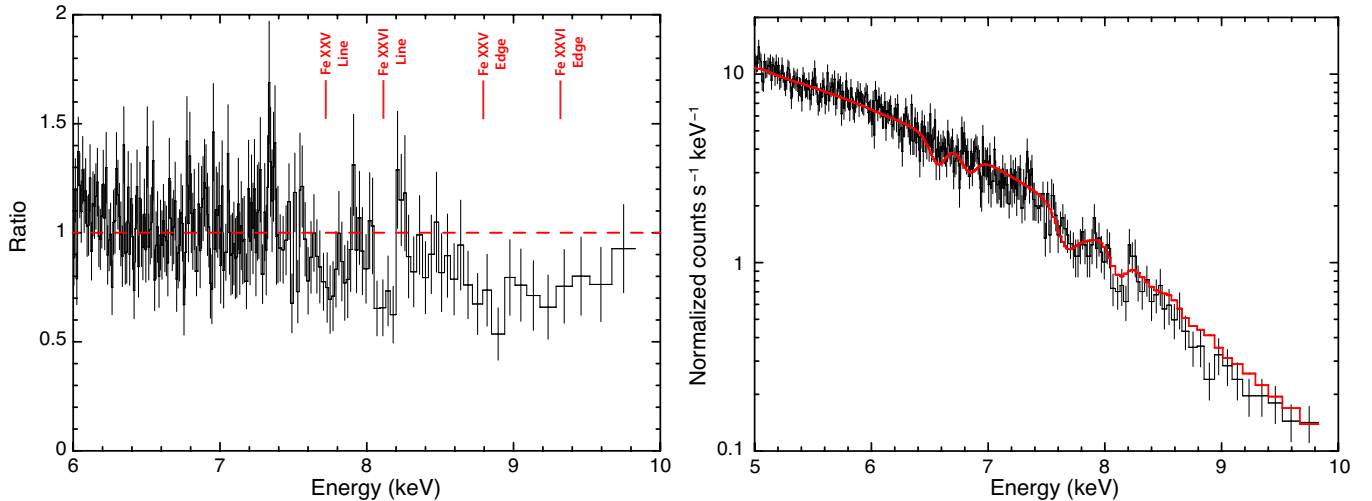 2
1.5
1
0.5
0
Ratio
6
7
8
9
10
Energy (keV)
Fe XXV
Line
Fe XXVI
Line
Fe XXV
Edge
Fe XXVI
Edge
10
1
0.1
Normalized counts s⁻¹ keV⁻¹
5
6
7
8
9
10
Energy (keV)